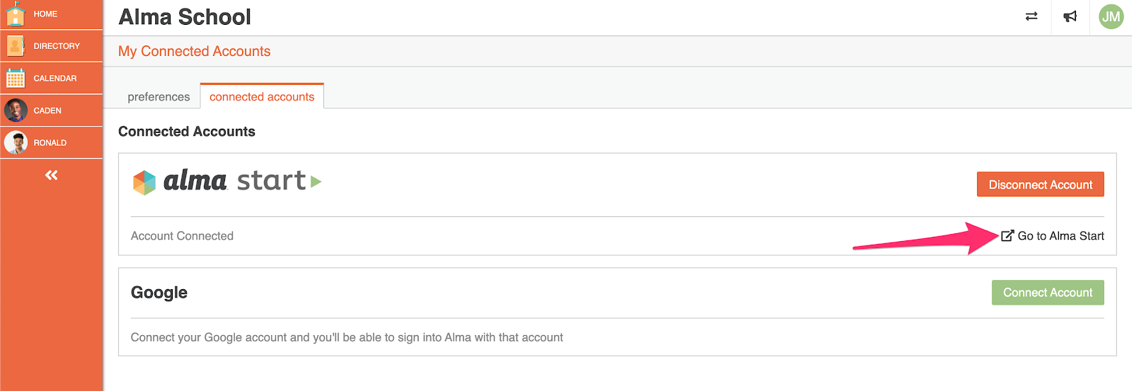 HOME
DIRECTORY
CALENDAR
CADEN
RONALD
Alma School
JM
My Connected Accounts
preferences
connected accounts
Connected Accounts
alma start
Disconnect Account
Account Connected
Go to Alma Start
Google
Connect Account
Connect your Google account and you'll be able to sign into Alma with that account